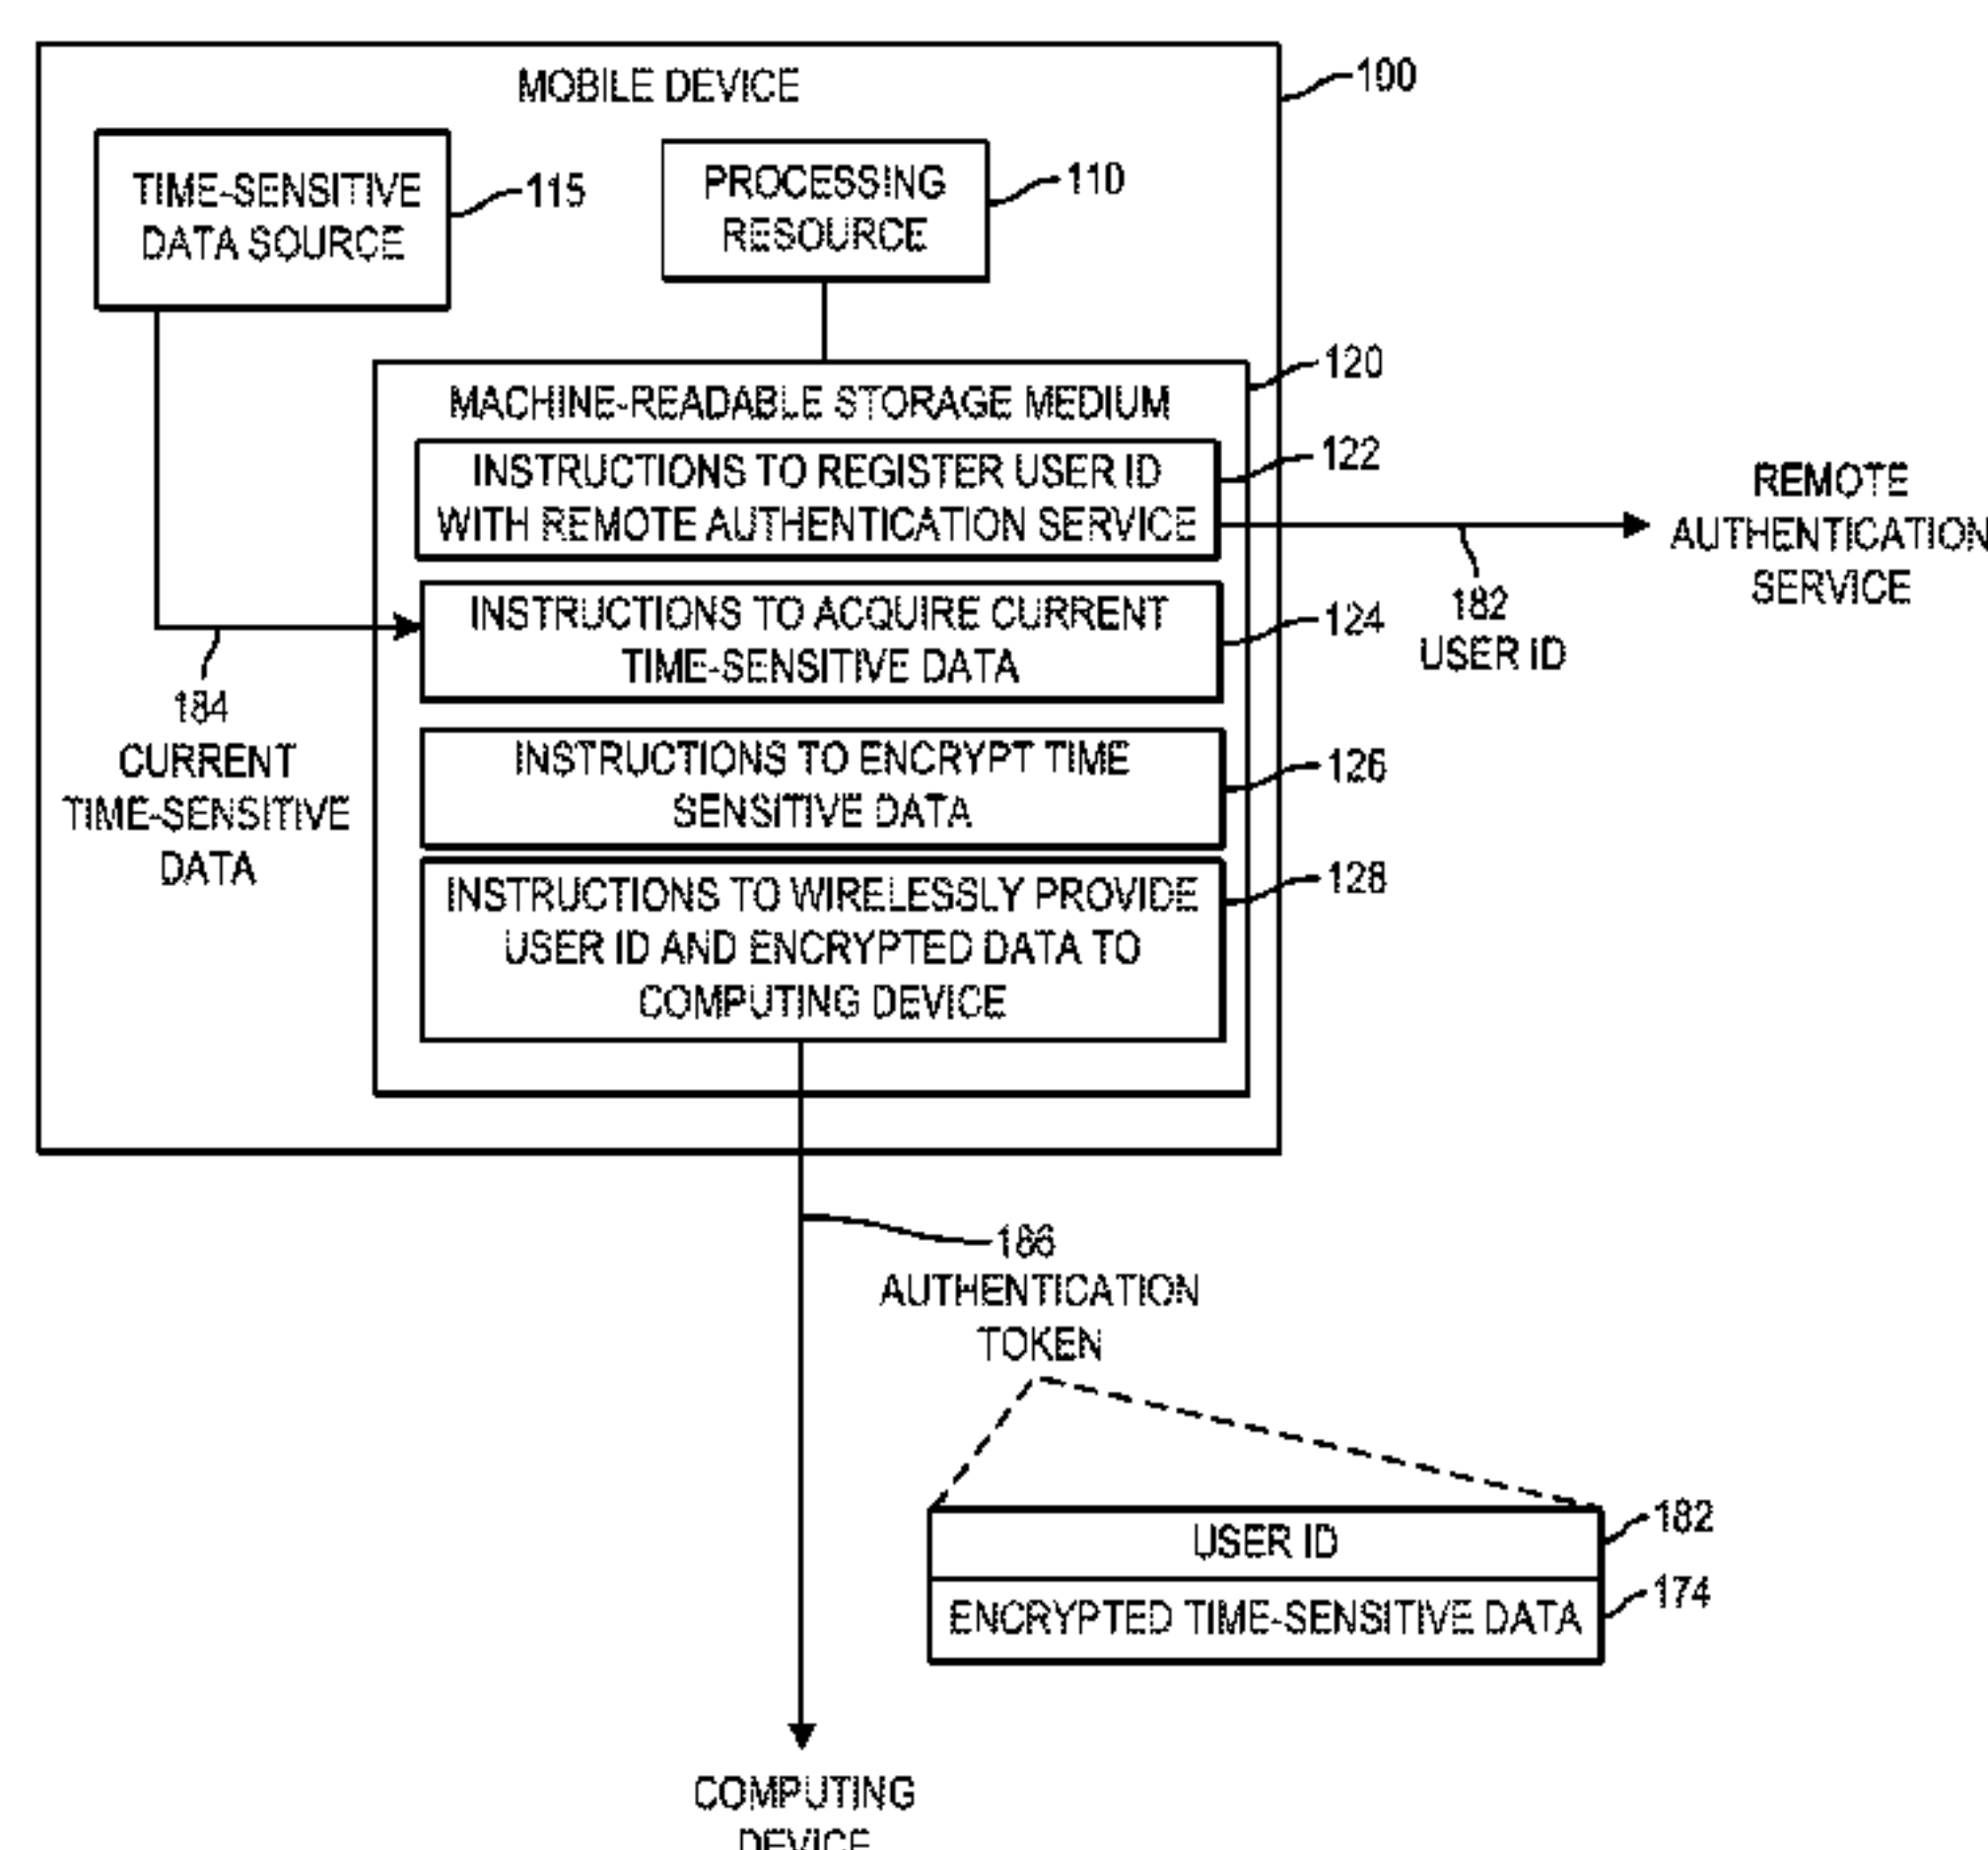 MOBILE DEVICE
100
TIME-SENSITIVE
DATA SOURCE
115
PROCESSING
RESOURCE
110
120
MACHINE-READABLE STORAGE MEDIUM
INSTRUCTIONS TO REGISTER USER ID
WITH REMOTE AUTHENTICATION SERVICE
122
REMOTE
AUTHENTICATION
SERVICE
182
USER ID
INSTRUCTIONS TO ACQUIRE CURRENT
TIME-SENSITIVE DATA
124
184
CURRENT
TIME-SENSITIVE
DATA
INSTRUCTIONS TO ENCRYPT TIME
SENSITIVE DATA
126
INSTRUCTIONS TO WIRELESSLY PROVIDE
USER ID AND ENCRYPTED DATA TO
COMPUTING DEVICE
128
186
AUTHENTICATION
TOKEN
USER ID
182
ENCRYPTED TIME-SENSITIVE DATA
174
COMPUTING
DEVICE